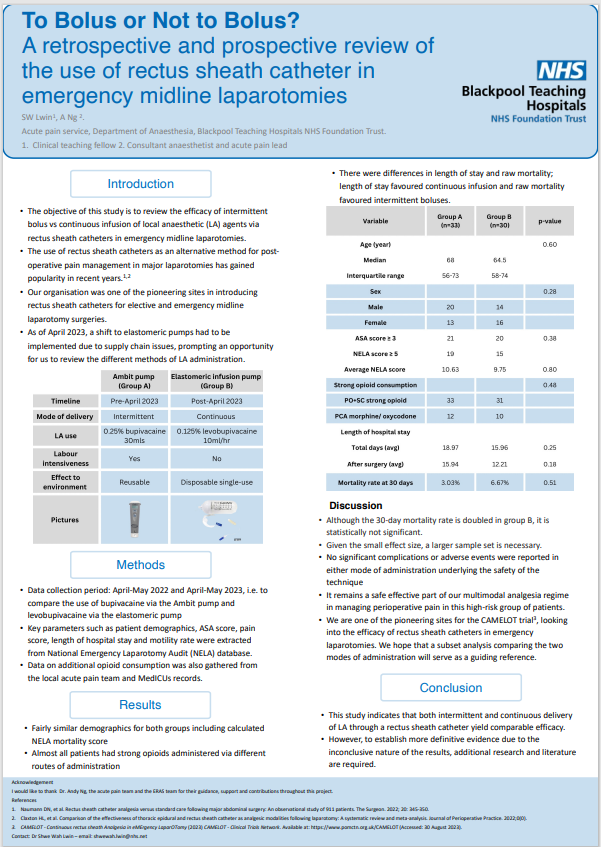 To Bolus or Not to Bolus?
A retrospective and prospective review of
the use of rectus sheath catheter in
emergency midline laparotomies
SW Lwin¹, A Ng ².
Acute pain service, Department of Anaesthesia, Blackpool Teaching Hospitals NHS Foundation Trust.
1. Clinical teaching fellow 2. Consultant anaesthetist and acute pain lead
NHS
Blackpool Teaching
Hospitals
NHS Foundation Trust
Introduction
• The objective of this study is to review the efficacy of intermittent
bolus vs continuous infusion of local anaesthetic (LA) agents via
rectus sheath catheters in emergency midline laparotomies.
• The use of rectus sheath catheters as an alternative method for post-
operative pain management in major laparotomies has gained
popularity in recent years.¹,²
• Our organisation was one of the pioneering sites in introducing
rectus sheath catheters for elective and emergency midline
laparotomy surgeries.
• As of April 2023, a shift to elastomeric pumps had to be
implemented due to supply chain issues, prompting an opportunity
for us to review the different methods of LA administration.
Ambit pump (Group A) Elastomeric infusion pump (Group B)
Timeline Pre-April 2023 Post-April 2023
Mode of delivery Intermittent Continuous
LA use 0.25% bupivacaine 30mls 0.125% levobupivacaine 10ml/hr
Labour intensiveness Yes No
Effect to environment Reusable Disposable single-use
Pictures
Methods
• Data collection period: April-May 2022 and April-May 2023, i.e. to
compare the use of bupivacaine via the Ambit pump and
levobupivacaine via the elastomeric pump
• Key parameters such as patient demographics, ASA score, pain
score, length of hospital stay and motility rate were extracted
from National Emergency Laparotomy Audit (NELA) database.
• Data on additional opioid consumption was also gathered from
the local acute pain team and MedICUs records.
Results
• Fairly similar demographics for both groups including calculated
NELA mortality score
• Almost all patients had strong opioids administered via different
routes of administration
• There were differences in length of stay and raw mortality;
length of stay favoured continuous infusion and raw mortality
favoured intermittent boluses.
Variable Group A (n=33) Group B (n=30) p-value
Age (year) 0.60
Median 68 64.5
Interquartile range 56-73 58-74
Sex 0.28
Male 20 14
Female 13 16
ASA score ≥ 3 21 20 0.38
NELA score ≥ 5 19 15
Average NELA score 10.63 9.75 0.80
Strong opioid consumption 0.48
PO+SC strong opioid 33 31
PCA morphine/ oxycodone 12 10
Length of hospital stay
Total days (avg) 18.97 15.96 0.25
After surgery (avg) 15.94 12.21 0.18
Mortality rate at 30 days 3.03% 6.67% 0.51
Discussion
• Although the 30-day mortality rate is doubled in group B, it is
statistically not significant.
• Given the small effect size, a larger sample set is necessary.
• No significant complications or adverse events were reported in
either mode of administration underlying the safety of the
technique
• It remains a safe effective part of our multimodal analgesia regime
in managing perioperative pain in this high-risk group of patients.
• We are one of the pioneering sites for the CAMELOT trial³, looking
into the efficacy of rectus sheath catheters in emergency
laparotomies. We hope that a subset analysis comparing the two
modes of administration will serve as a guiding reference.
Conclusion
• This study indicates that both intermittent and continuous delivery
of LA through a rectus sheath catheter yield comparable efficacy.
• However, to establish more definitive evidence due to the
inconclusive nature of the results, additional research and literature
are required.
Acknowledgement
I would like to thank Dr. Andy Ng, the acute pain team and the ERAS team for their guidance, support and contributions throughout this project.
References
1. Naumann DN, et al. Rectus sheath catheter analgesia versus standard care following major abdominal surgery: An observational study of 911 patients. The Surgeon. 2022; 20: 345-350.
2. Claxton HL, et al. Comparison of the effectiveness of thoracic epidural and rectus sheath catheter as analgesic modalities following laparotomy: A systematic review and meta-analysis. Journal of Perioperative Practice. 2022;0(0).
3. CAMELOT - Continuous rectus sheath Analgesia in eMErgency LaparOTomy (2023) CAMELOT - Clinical Trials Network. Available at: https://www.pomctn.org.uk/CAMELOT (Accessed: 30 August 2023).
Contact: Dr Shwe Wah Lwin – email: shwewah.lwin@nhs.net